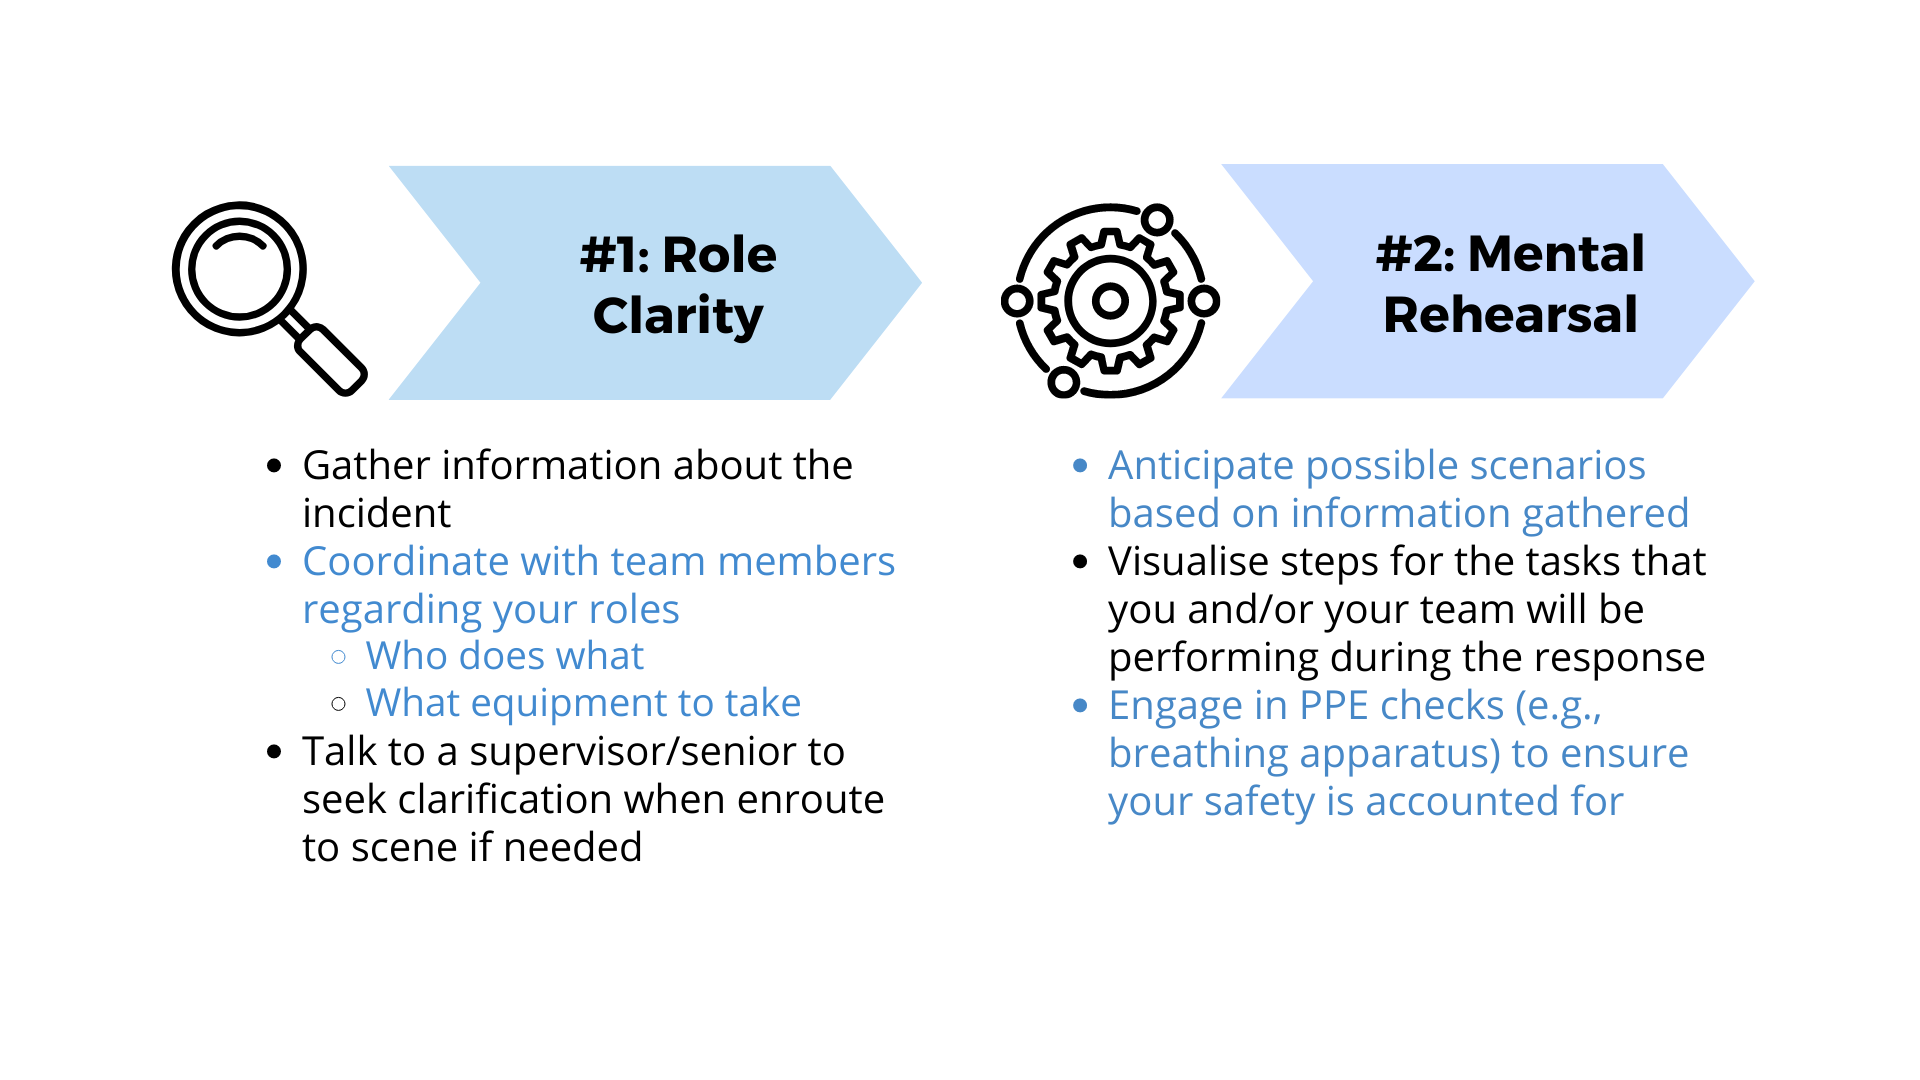 #1: Role
Clarity
• Gather information about the
incident
• Coordinate with team members
regarding your roles
◦ Who does what
◦ What equipment to take
• Talk to a supervisor/senior to
seek clarification when enroute
to scene if needed
#2: Mental
Rehearsal
• Anticipate possible scenarios
based on information gathered
• Visualise steps for the tasks that
you and/or your team will be
performing during the response
• Engage in PPE checks (e.g.,
breathing apparatus) to ensure
your safety is accounted for